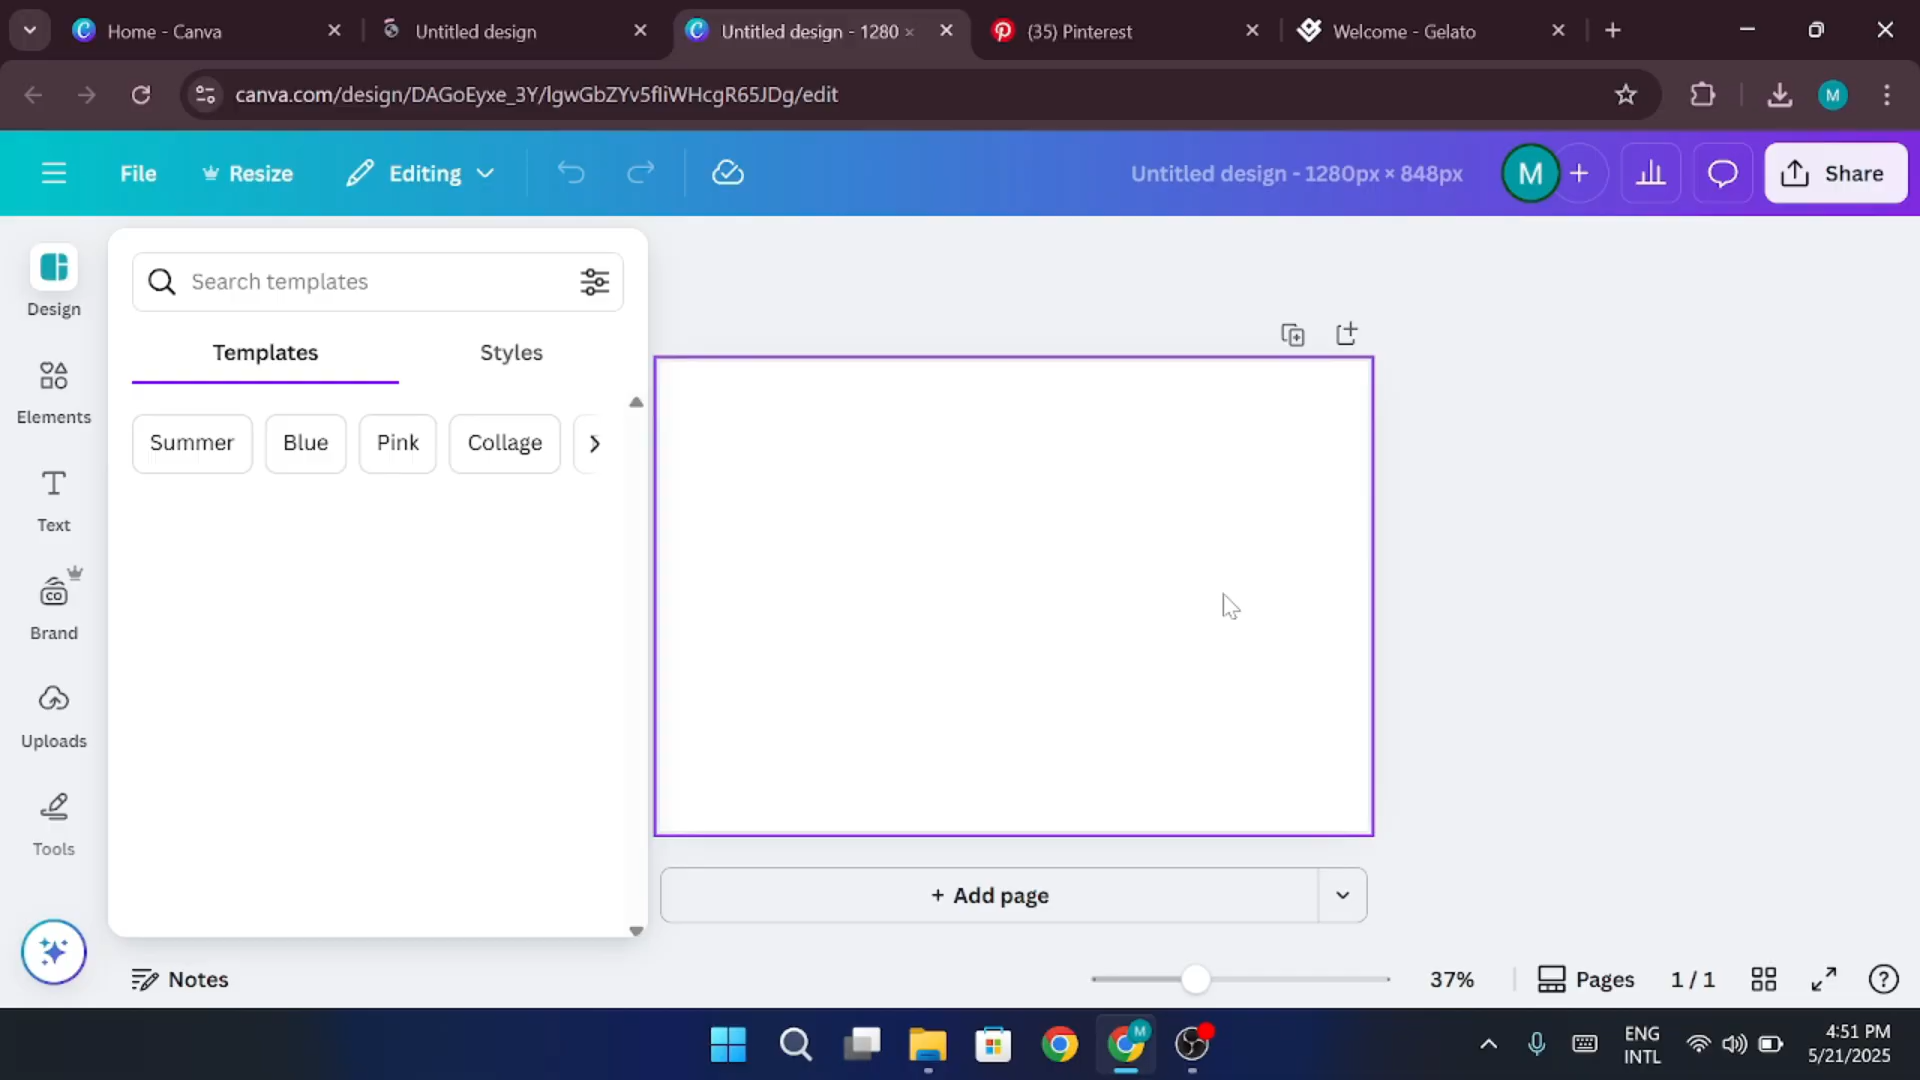 Home - Canva
Untitled design
Untitled design - 1280 ×
(35) Pinterest
Welcome - Gelato
canva.com/design/DAGoEyxe_3Y/lgwGbZYv5fIiWHcgR65JDg/edit
M
File
Resize
Editing
Untitled design - 1280px × 848px
M
Share
Search templates
Design
Templates
Styles
Elements
Summer
Blue
Pink
Collage
Text
CO
Brand
Uploads
Tools
+ Add page
Notes
37%
Pages
1 / 1
M
ENG
INTL
4:51 PM
5/21/2025